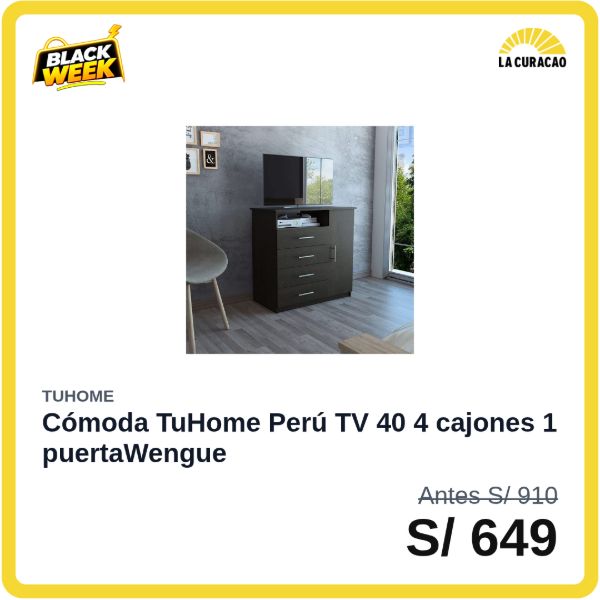 BLACK
WEEK
LA CURACAO
&
TUHOME
Cómoda TuHome Perú TV 40 4 cajones 1
puertaWengue
Antes S/ 910
S/ 649